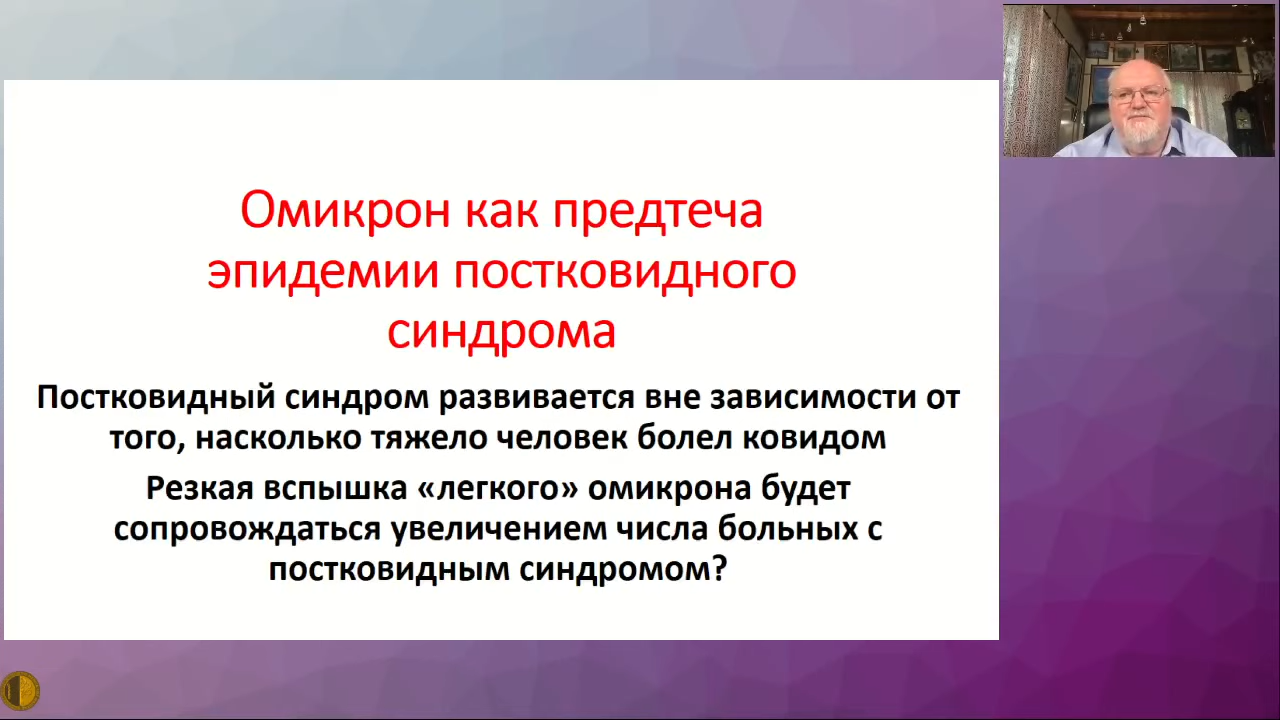 Омикрон как предтеча
эпидемии постковидного
синдрома
Постковидный синдром развивается вне зависимости от
того, насколько тяжело человек болел ковидом
Резкая вспышка «легкого» омикрона будет
сопровождаться увеличением числа больных с
постковидным синдромом?